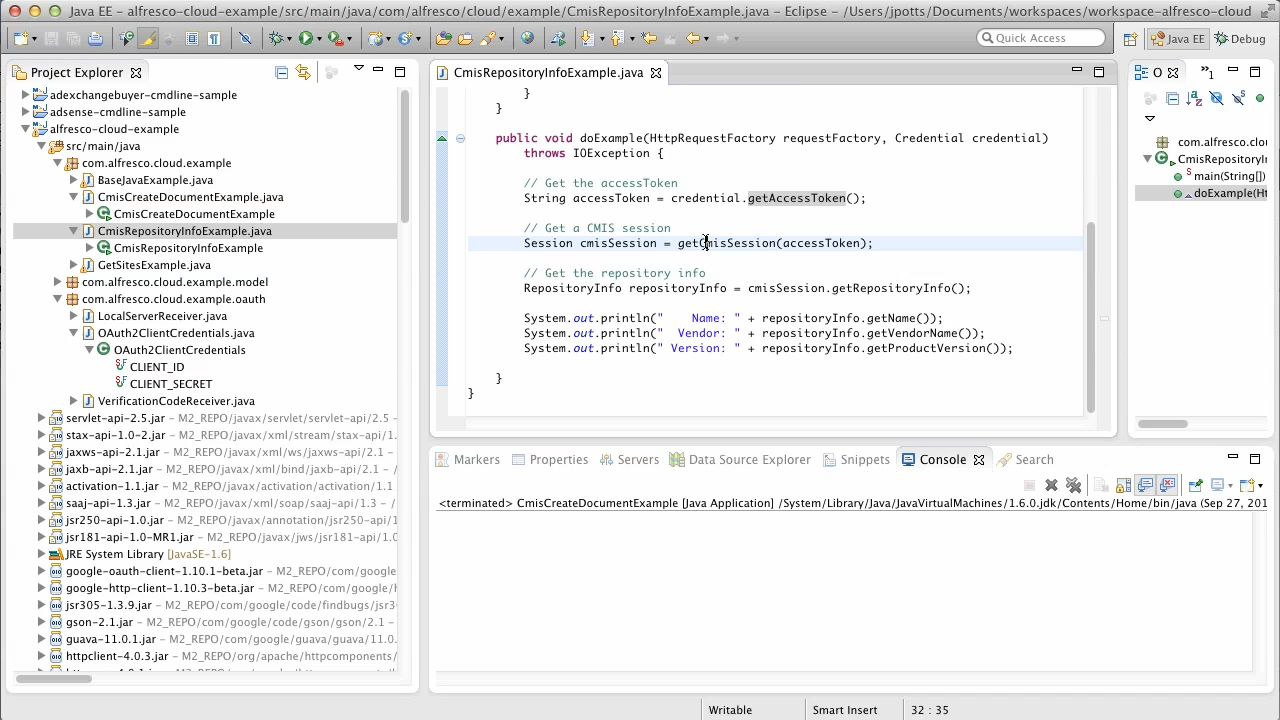 Java EE – alfresco-cloud-example/src/main/java/com/alfresco/cloud/example/CmisRepositoryInfoExample.java – Eclipse – /Users/jpotts/Documents/workspaces/workspace-alfresco-cloud
Quick Access
Java EE
Debug
Project Explorer
adexchangebuyer-cmdline-sample
adsense-cmdline-sample
alfresco-cloud-example
src/main/java
com.alfresco.cloud.example
BaseJavaExample.java
CmisCreateDocumentExample.java
CmisCreateDocumentExample
CmisRepositoryInfoExample.java
CmisRepositoryInfoExample
GetSitesExample.java
com.alfresco.cloud.example.model
com.alfresco.cloud.example.oauth
LocalServerReceiver.java
OAuth2ClientCredentials.java
OAuth2ClientCredentials
CLIENT_ID
CLIENT_SECRET
VerificationCodeReceiver.java
servlet-api-2.5.jar – M2_REPO/javax/servlet/servlet-api/2.5 –
stax-api-1.0-2.jar – M2_REPO/javax/xml/stream/stax-api/1.
jaxws-api-2.1.jar – M2_REPO/javax/xml/ws/jaxws-api/2.1
jaxb-api-2.1.jar – M2_REPO/javax/xml/bind/jaxb-api/2.1 –
activation-1.1.jar – M2_REPO/javax/activation/activation/1.1
saaj-api-1.3.jar – M2_REPO/javax/xml/soap/saaj-api/1.3 –
jsr250-api-1.0.jar – M2_REPO/javax/annotation/jsr250-api/
jsr181-api-1.0-MR1.jar – M2_REPO/javax/jws/jsr181-api/1.
JRE System Library [JavaSE-1.6]
google-oauth-client-1.10.1-beta.jar – M2_REPO/com/goog
google-http-client-1.10.3-beta.jar – M2_REPO/com/google/
jsr305-1.3.9.jar – M2_REPO/com/google/code/findbugs/jsr3
gson-2.1.jar – M2_REPO/com/google/code/gson/gson/2.1 –
guava-11.0.1.jar – M2_REPO/com/google/guava/guava/11.0.
httpclient-4.0.3.jar – M2_REPO/org/apache/httpcomponents/
CmisRepositoryInfoExample.java
}
}
public void doExample(HttpRequestFactory requestFactory, Credential credential)
throws IOException {
// Get the accessToken
String accessToken = credential.getAccessToken();
// Get a CMIS session
Session cmisSession = getCmisSession(accessToken);
// Get the repository info
RepositoryInfo repositoryInfo = cmisSession.getRepositoryInfo();
System.out.println("    Name: " + repositoryInfo.getName());
System.out.println("  Vendor: " + repositoryInfo.getVendorName());
System.out.println(" Version: " + repositoryInfo.getProductVersion());
}
}
O
»1
com.alfresco.cl
CmisRepositoryI
main(String[])
doExample(Ht
Markers
Properties
Servers
Data Source Explorer
Snippets
Console
Search
<terminated> CmisCreateDocumentExample [Java Application] /System/Library/Java/JavaVirtualMachines/1.6.0.jdk/Contents/Home/bin/java (Sep 27, 201
Writable
Smart Insert
32 : 35